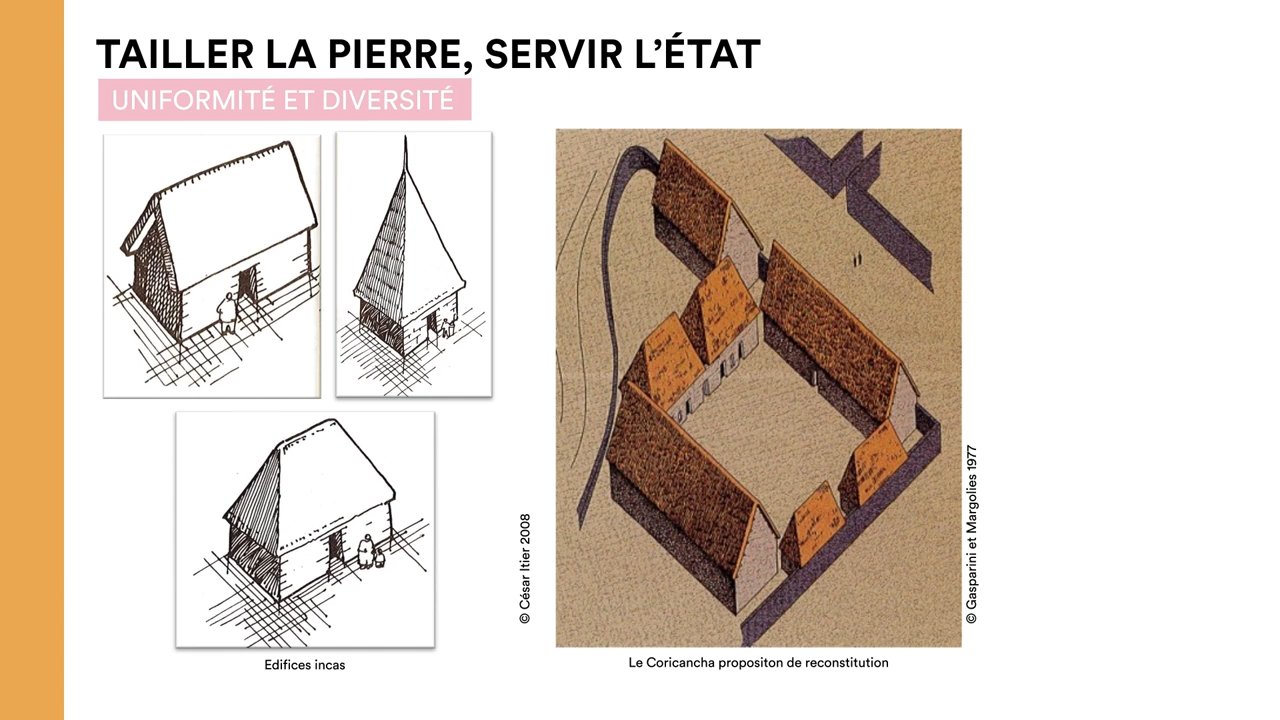 TAILLER LA PIERRE, SERVIR L’ÉTAT
UNIFORMITÉ ET DIVERSITÉ
© César Itier 2008
Edifices incas
© Gasparini et Margolies 1977
Le Coricancha propositon de reconstitution